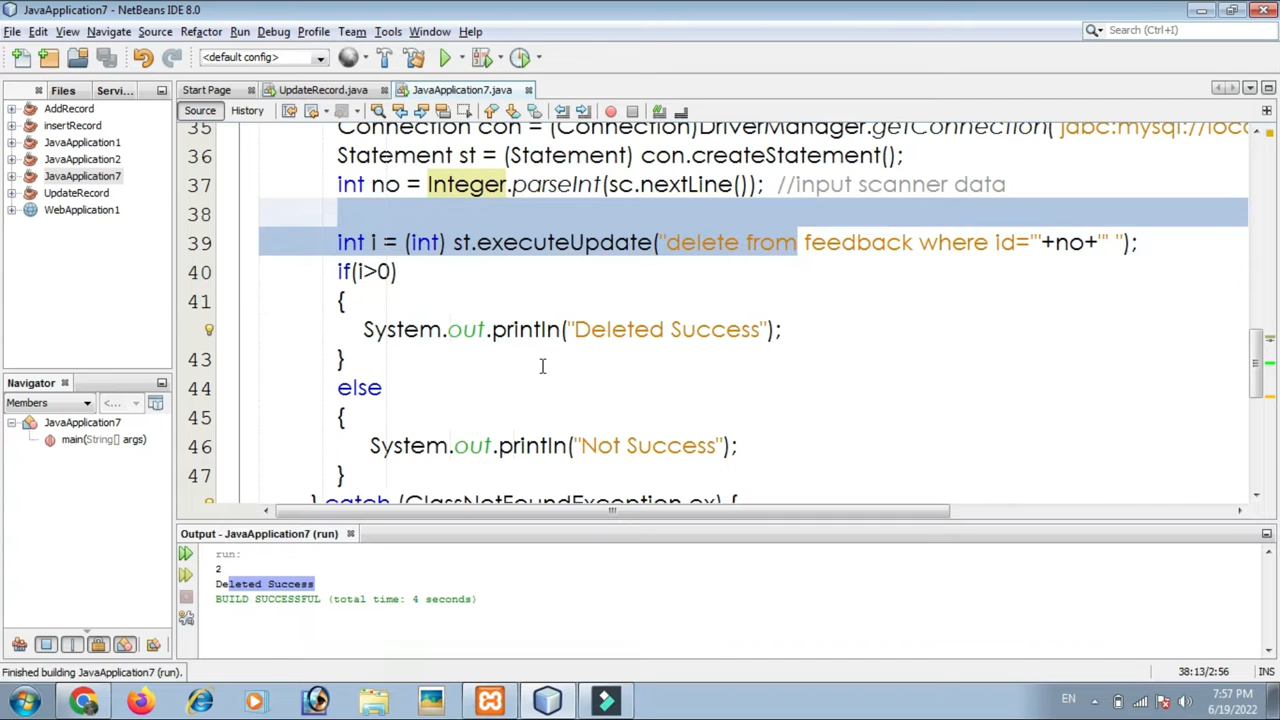 JavaApplication7 - NetBeans IDE 8.0
File Edit View Navigate Source Refactor Run Debug Profile Team Tools Window Help
Search (Ctrl+I)
<default config>
Files Servi...
Start Page UpdateRecord.java JavaApplication7.java
Source History
AddRecord
insertRecord
JavaApplication1
JavaApplication2
JavaApplication7
UpdateRecord
WebApplication1
35 Connection con = (Connection)DriverManager.getConnection("jdbc:mysql://loca
36 Statement st = (Statement) con.createStatement();
37 int no = Integer.parseInt(sc.nextLine()); //input scanner data
38
39 int i = (int) st.executeUpdate("delete from feedback where id='"+no+"' ");
40 if(i>0)
41 {
System.out.println("Deleted Success");
43 }
44 else
45 {
46 System.out.println("Not Success");
47 }
} catch (ClassNotFoundException ex) {
Navigator
Members <...
JavaApplication7
main(String[] args)
Output - JavaApplication7 (run)
run:
2
Deleted Success
BUILD SUCCESSFUL (total time: 4 seconds)
Finished building JavaApplication7 (run).
38:13/2:56 INS
EN
7:57 PM
6/19/2022